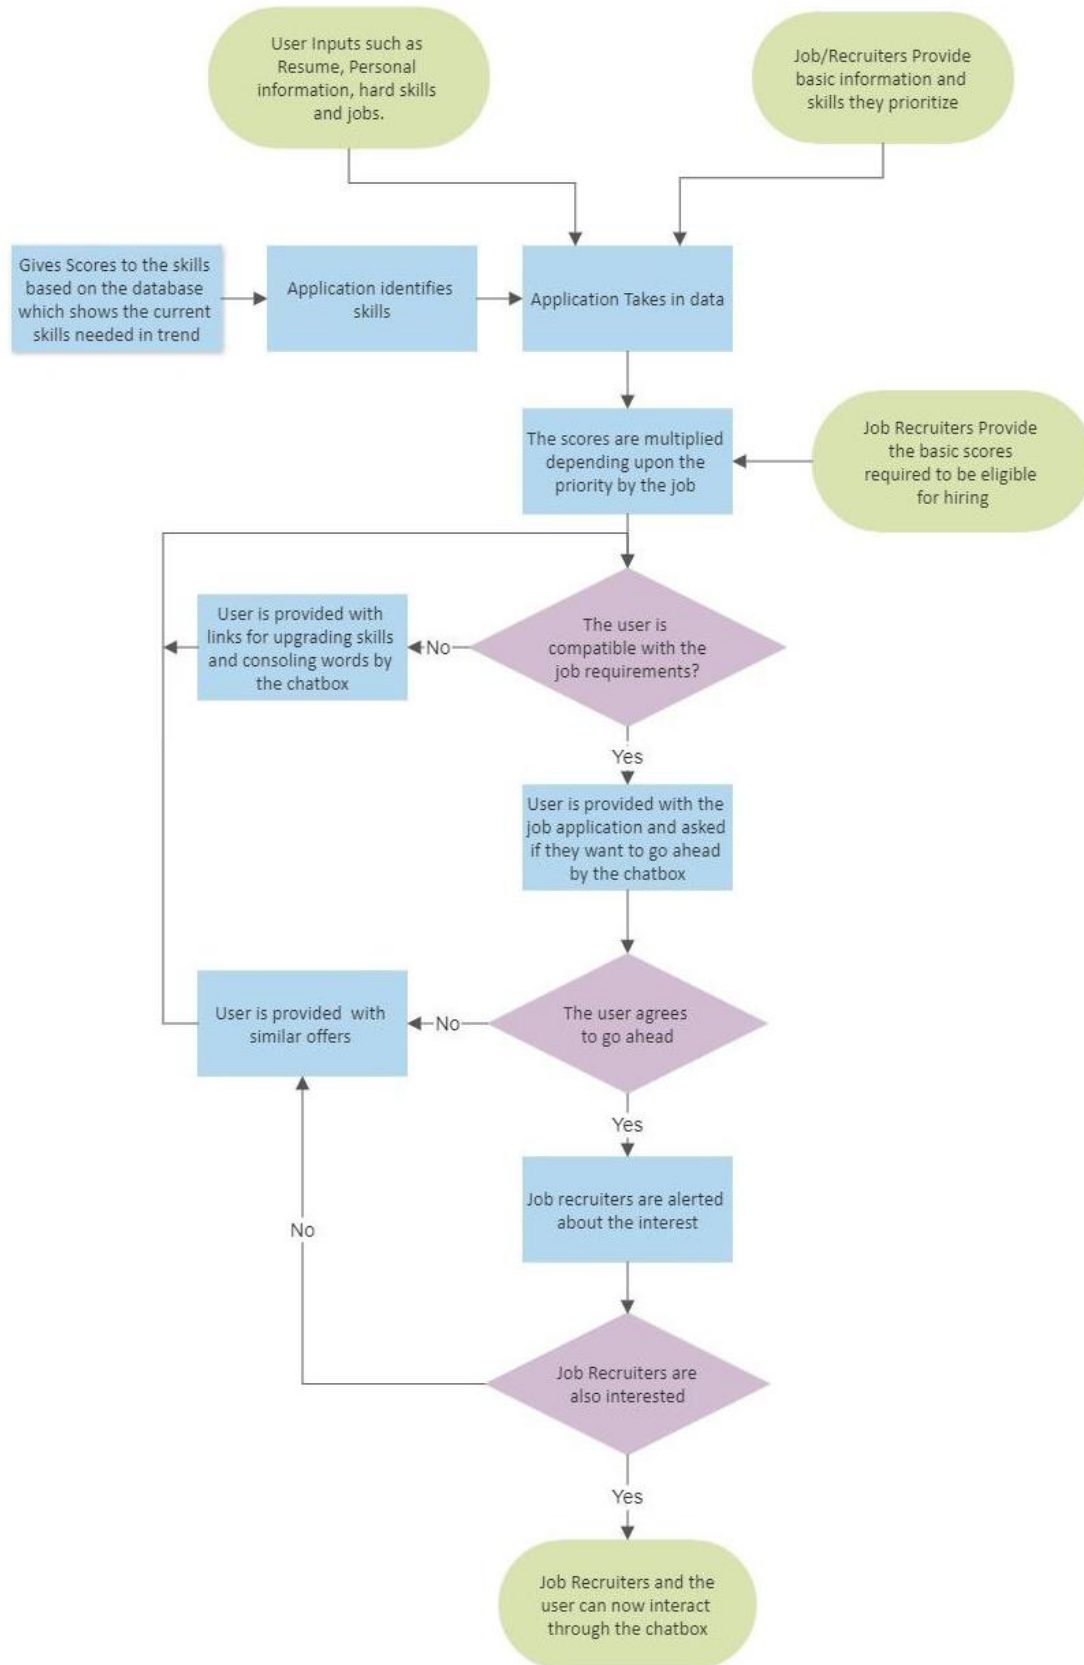 User Inputs such as
Resume, Personal
information, hard skills
and jobs.
Job/Recruiters Provide
basic information and
skills they prioritize
Gives Scores to the skills
based on the database
which shows the current
skills needed in trend
Application identifies
skills
Application Takes in data
The scores are multiplied
depending upon the
priority by the job
Job Recruiters Provide
the basic scores
required to be eligible
for hiring
The user is
compatible with the
job requirements?
No
User is provided with
links for upgrading skills
and consoling words by
the chatbox
Yes
User is provided with the
job application and asked
if they want to go ahead
by the chatbox
The user agrees
to go ahead
No
User is provided with
similar offers
Yes
Job recruiters are alerted
about the interest
No
Job Recruiters are
also interested
Yes
Job Recruiters and the
user can now interact
through the chatbox